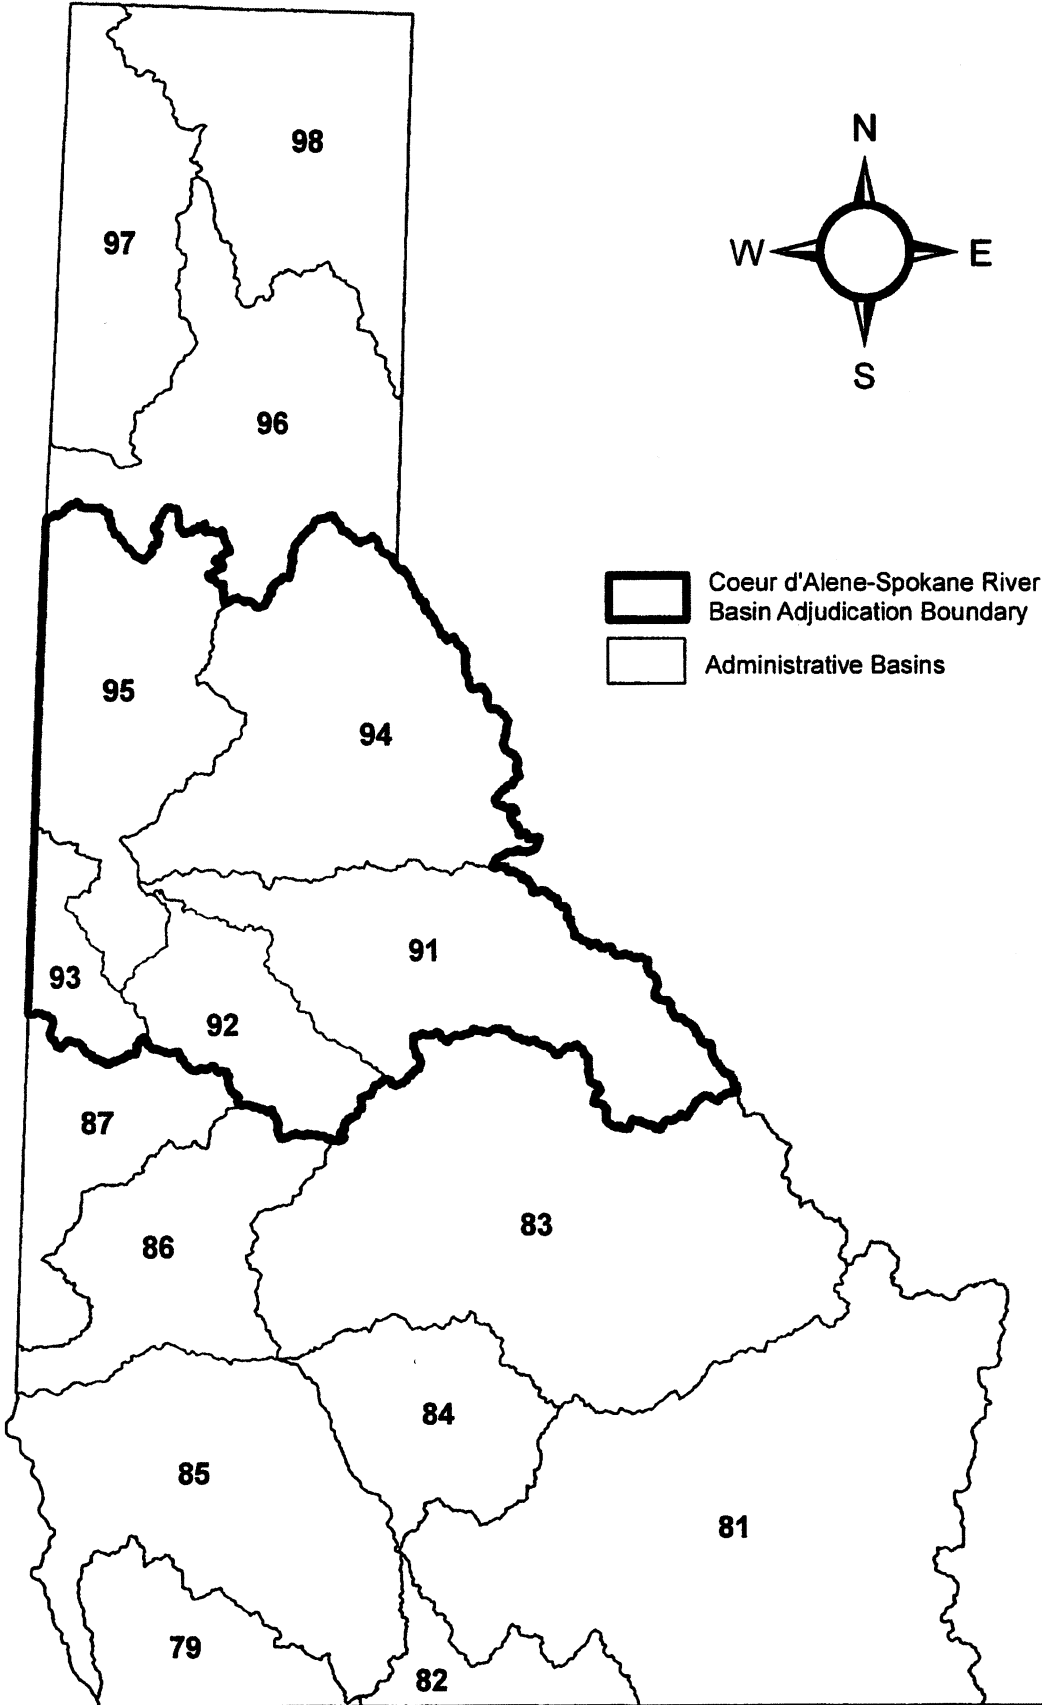 98
N
97
W
E
S
96
Coeur d'Alene-Spokane River
Basin Adjudication Boundary
Administrative Basins
95
94
91
93
92
87
83
86
84
85
81
79
82